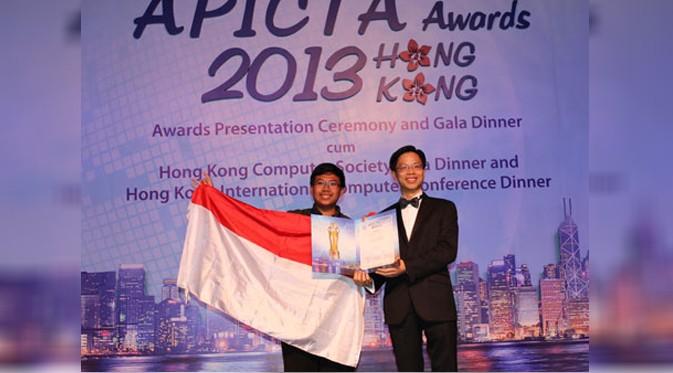 APICTA Awards
2013 HONG
KONG
Awards Presentation Ceremony and Gala Dinner
cum
Hong Kong Computer Society Dinner and
Hong Kong International Computer Conference Dinner